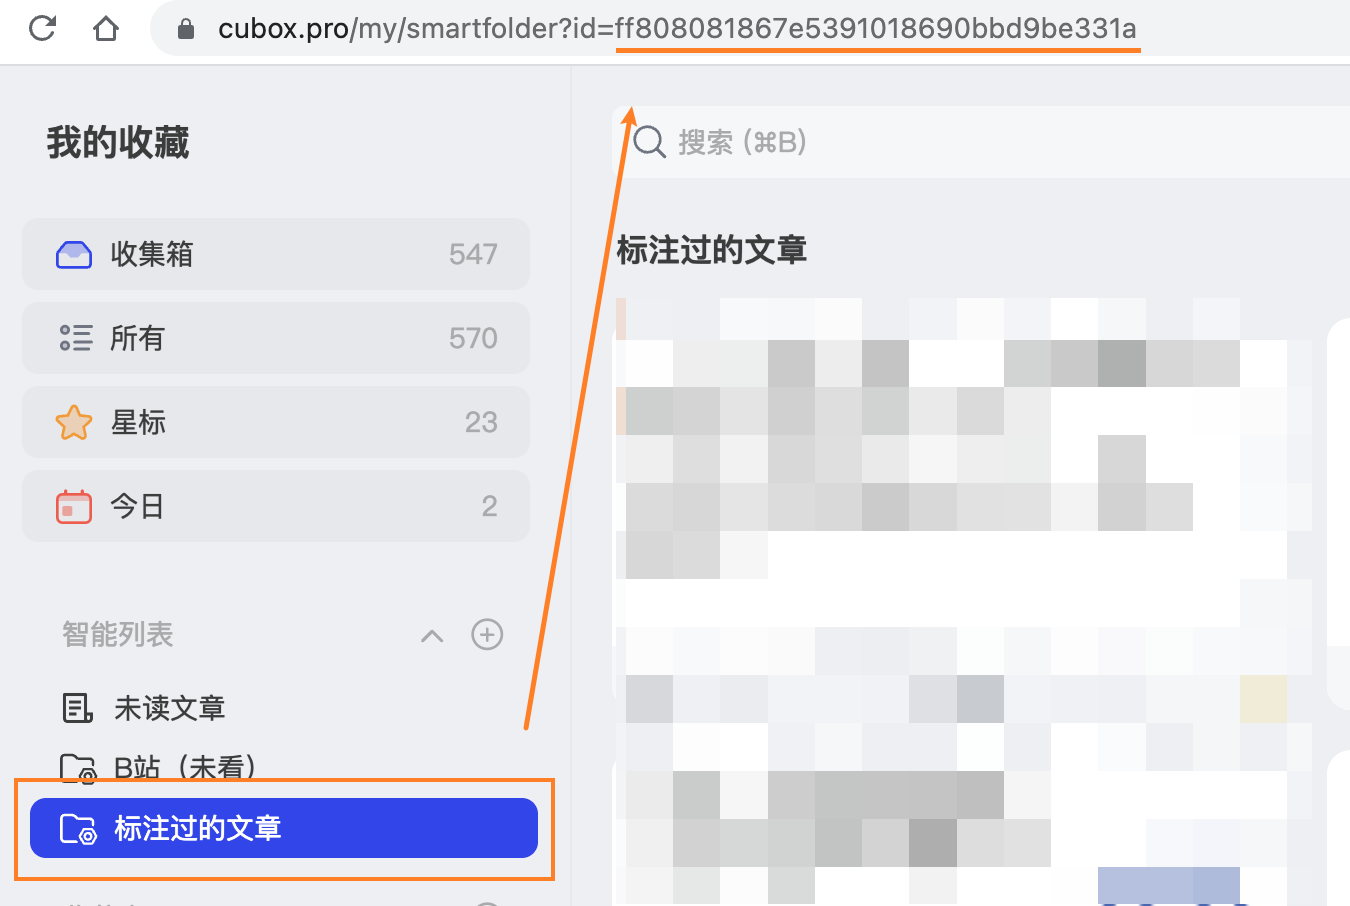 cubox.pro/my/smartfolder?id=ff808081867e5391018690bbd9be331a
我的收藏
收集箱 547
所有 570
星标 23
今日 2
智能列表
未读文章
B站（未看）
标注过的文章
搜索 (⌘B)
标注过的文章